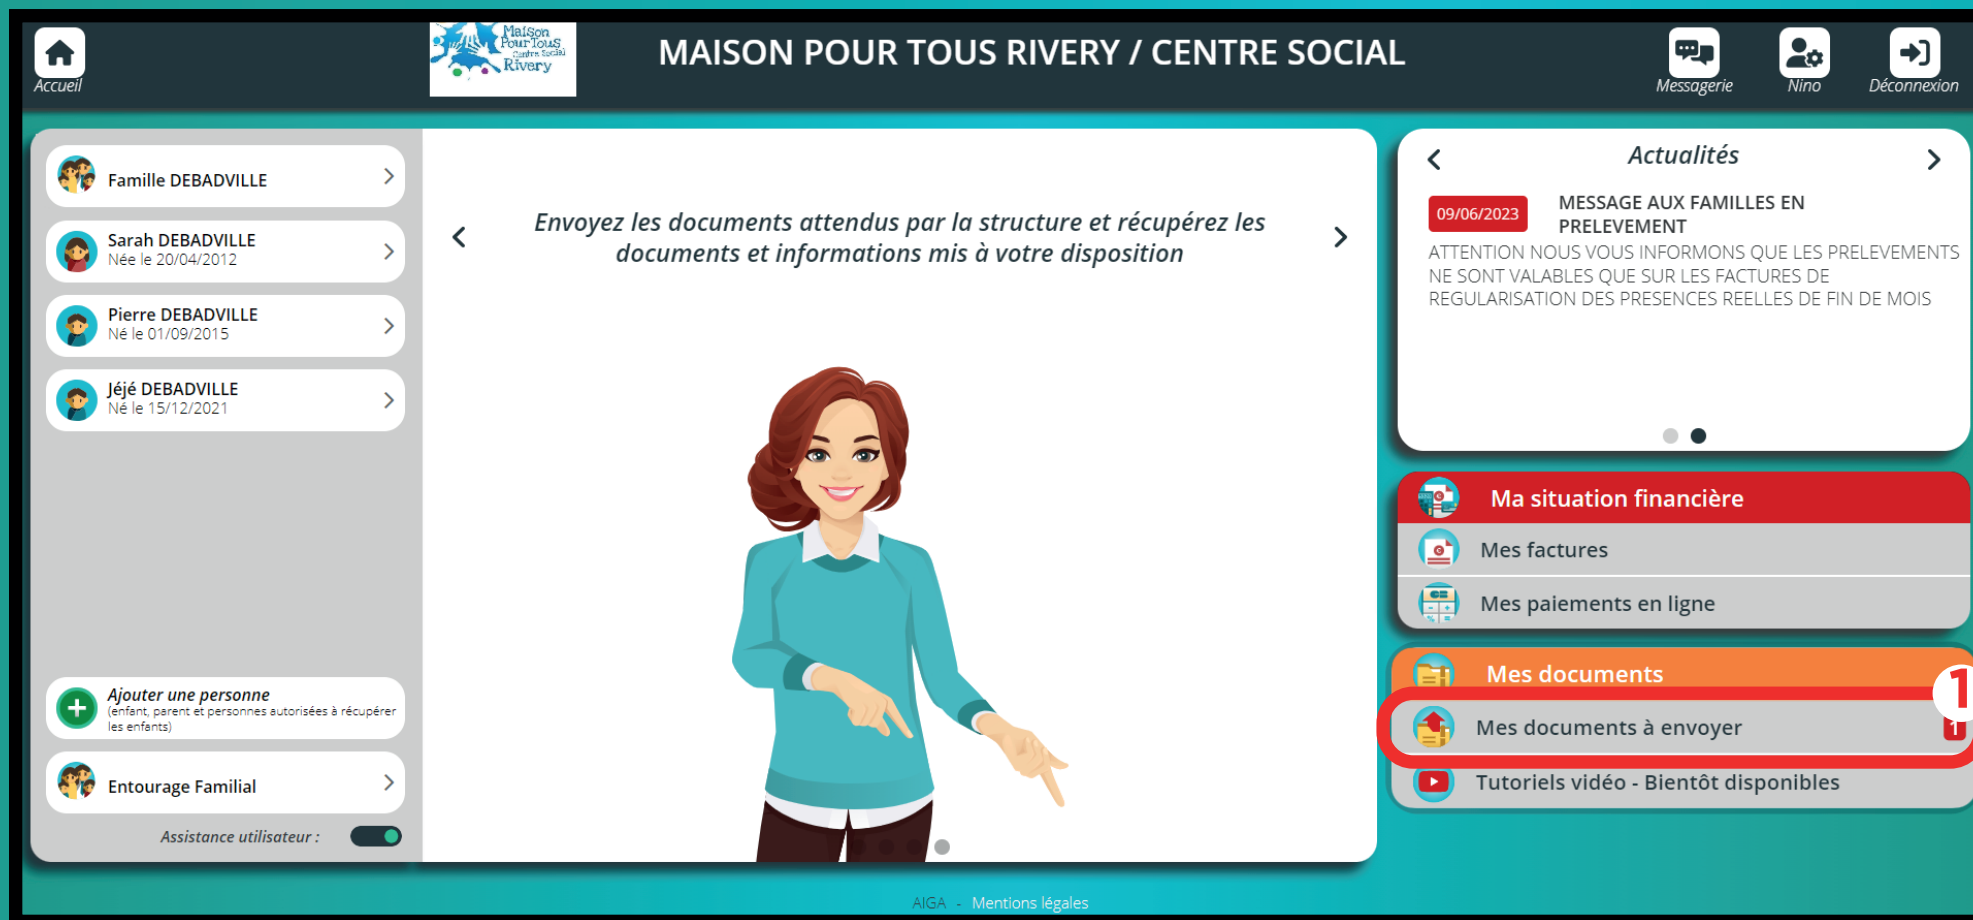 Accueil
Maison
Pour Tous
Centre Social
Rivery
MAISON POUR TOUS RIVERY / CENTRE SOCIAL
Messagerie
Nino
Déconnexion
Famille DEBADVILLE
Sarah DEBADVILLE
Née le 20/04/2012
Pierre DEBADVILLE
Né le 01/09/2015
Jéjé DEBADVILLE
Né le 15/12/2021
Ajouter une personne
(enfant, parent et personnes autorisées à récupérer
les enfants)
Entourage Familial
Assistance utilisateur :
Envoyez les documents attendus par la structure et récupérez les
documents et informations mis à votre disposition
Actualités
09/06/2023
MESSAGE AUX FAMILLES EN
PRELEVEMENT
ATTENTION NOUS VOUS INFORMONS QUE LES PRELEVEMENTS
NE SONT VALABLES QUE SUR LES FACTURES DE
REGULARISATION DES PRESENCES REELLES DE FIN DE MOIS
Ma situation financière
Mes factures
Mes paiements en ligne
Mes documents
1
Mes documents à envoyer
1
Tutoriels vidéo - Bientôt disponibles
AIGA - Mentions légales